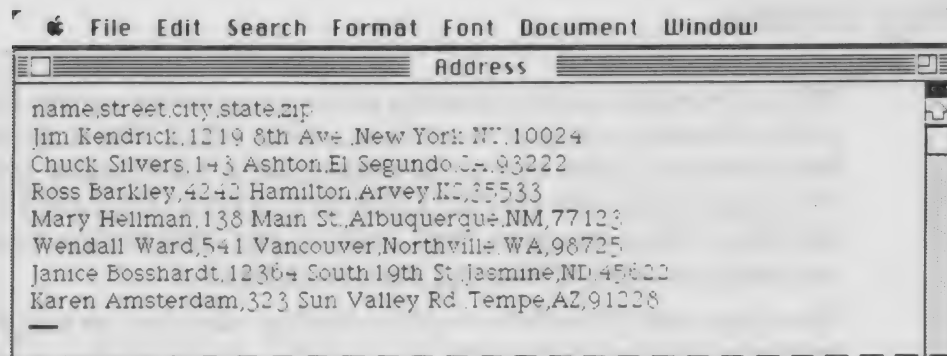 File Edit Search Format Font Document Window
Address
name,street,city,state,zip
Jim Kendrick,1219 8th Ave.,New York,NY,10024
Chuck Silvers,143 Ashton,El Segundo,CA,93222
Ross Barkley,4242 Hamilton,Arvey,
Mary Hellman,138 Main St.,Albuquerque,NM,77123
Wendall Ward,541 Vancouver,Northville,WA,98725
Janice Bosshardt,12364 South 19th St.,Jasmine,ND,
Karen Amsterdam,323 Sun Valley Rd.,Tempe,AZ,91228